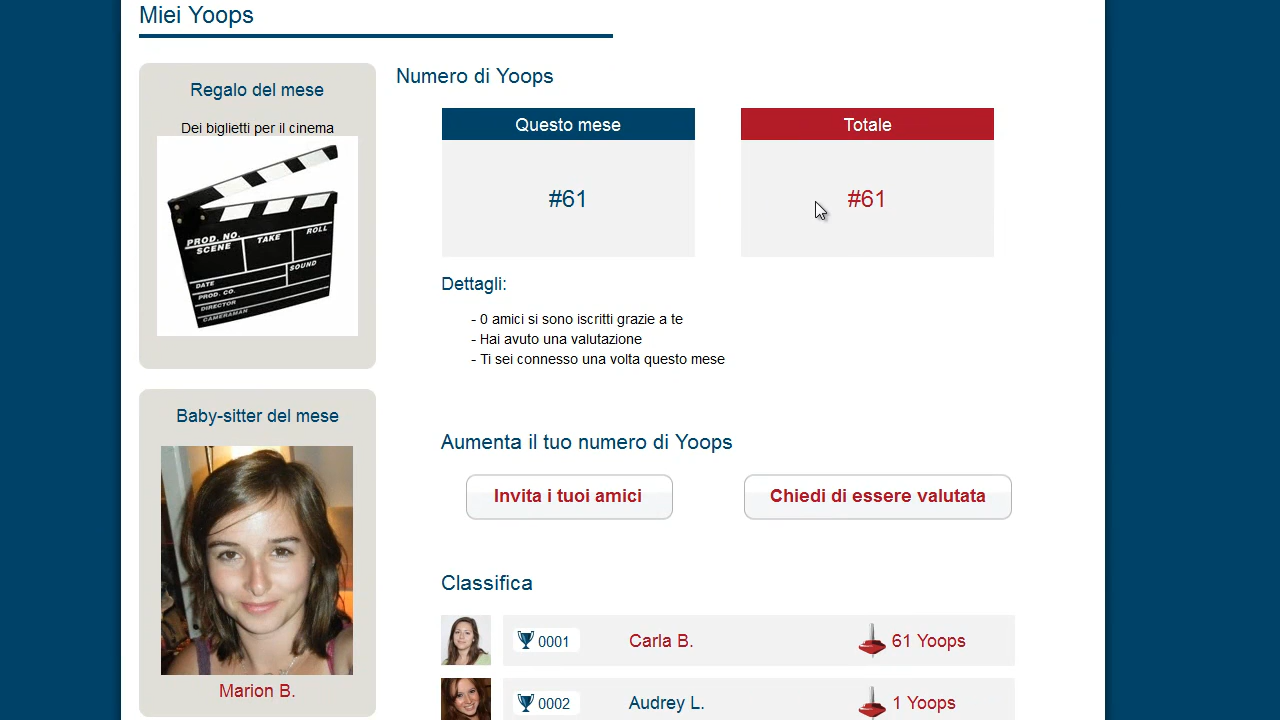 Miei Yoops
Regalo del mese
Dei biglietti per il cinema
PROD. NO.
SCENE
TAKE
ROLL
SOUND
DATE
PROD. CO.
DIRECTOR
CAMERAMAN
Baby-sitter del mese
Marion B.
Numero di Yoops
Questo mese
#61
Totale
#61
Dettagli:
- 0 amici si sono iscritti grazie a te
- Hai avuto una valutazione
- Ti sei connesso una volta questo mese
Aumenta il tuo numero di Yoops
Invita i tuoi amici
Chiedi di essere valutata
Classifica
0001 Carla B. 61 Yoops
0002 Audrey L. 1 Yoops